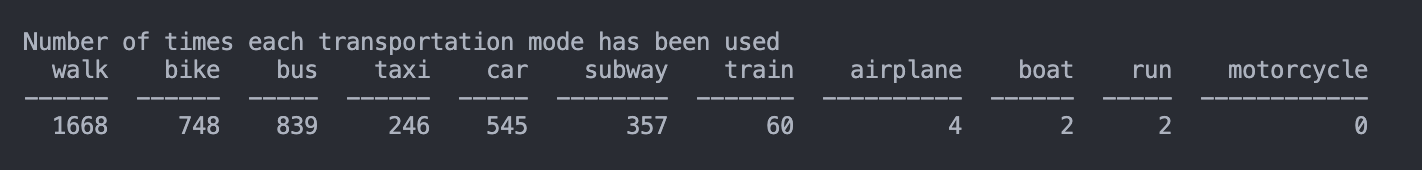 Number of times each transportation mode has been used
walk bike bus taxi car subway train airplane boat run motorcycle
------ ------ ----- ------ ----- -------- ------- ---------- ------ ----- ------------
1668 748 839 246 545 357 60 4 2 2 0